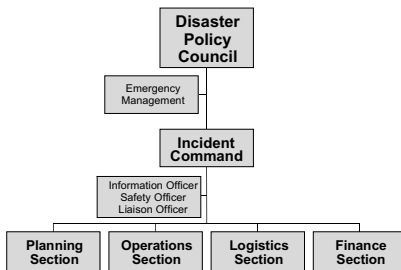 Disaster
Policy
Council
Emergency
Management
Incident
Command
Information Officer
Safety Officer
Liaison Officer
Planning
Section
Operations
Section
Logistics
Section
Finance
Section